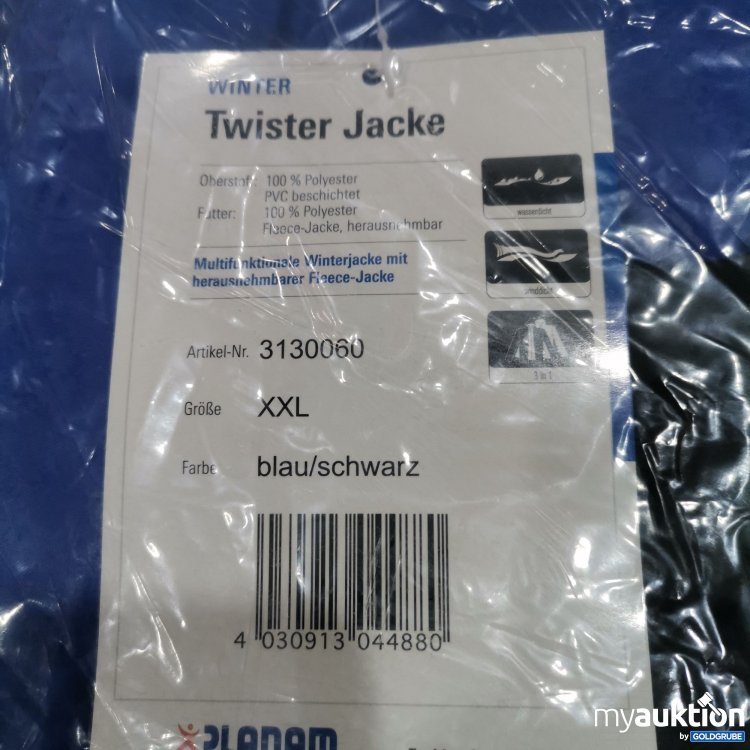 WINTER
Twister Jacke
Oberstoff: 100 % Polyester
PVC beschichtet
Futter: 100 % Polyester
Fleece-Jacke, herausnehmbar
Multifunktionale Winterjacke mit
herausnehmbarer Fleece-Jacke
wasserdicht
winddicht
3 in 1
Artikel-Nr. 3130060
Größe XXL
Farbe blau/schwarz
4 030913 044880
PLANAM
myauktion
by GOLDGRUBE